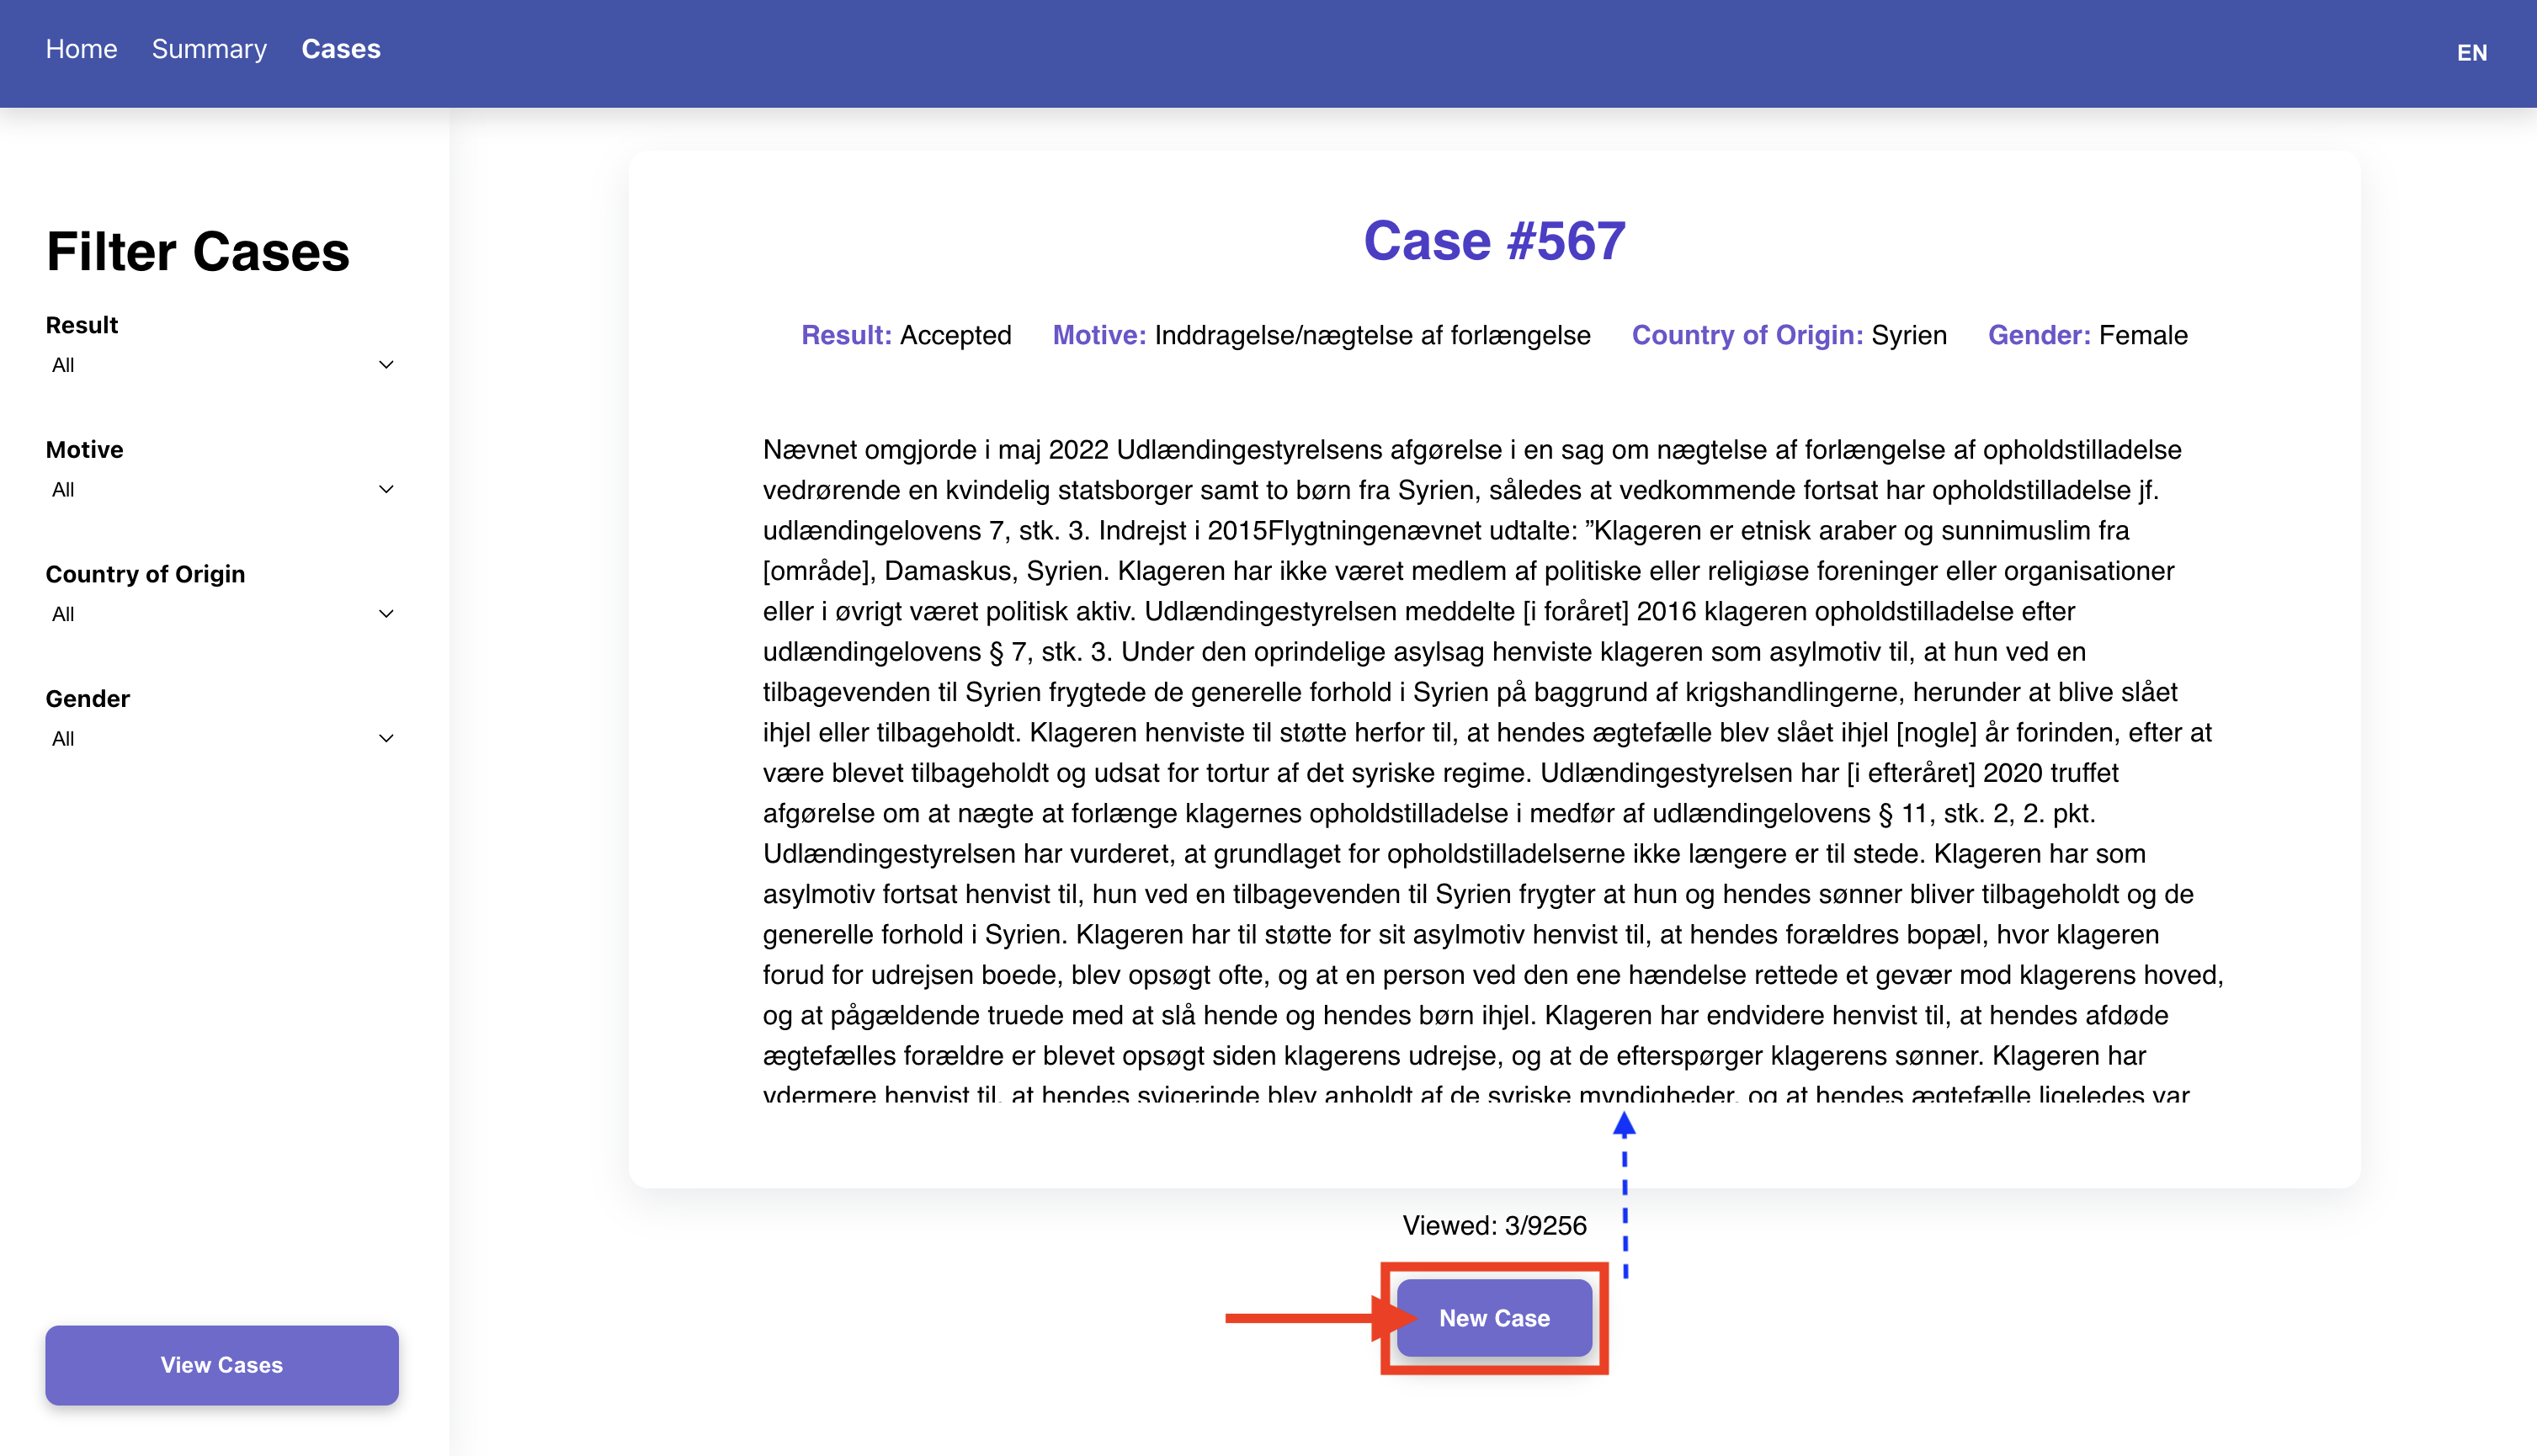 Home Summary Cases EN
Filter Cases
Result
All
Motive
All
Country of Origin
All
Gender
All
View Cases
Case #567
Result: Accepted Motive: Inddragelse/nægtelse af forlængelse Country of Origin: Syrien Gender: Female
Nævnet omgjorde i maj 2022 Udlændingestyrelsens afgørelse i en sag om nægtelse af forlængelse af opholdstilladelse
vedrørende en kvindelig statsborger samt to børn fra Syrien, således at vedkommende fortsat har opholdstilladelse jf.
udlændingelovens 7, stk. 3. Indrejst i 2015Flygtningenævnet udtalte: ”Klageren er etnisk araber og sunnimuslim fra
[område], Damaskus, Syrien. Klageren har ikke været medlem af politiske eller religiøse foreninger eller organisationer
eller i øvrigt været politisk aktiv. Udlændingestyrelsen meddelte [i foråret] 2016 klageren opholdstilladelse efter
udlændingelovens § 7, stk. 3. Under den oprindelige asylsag henviste klageren som asylmotiv til, at hun ved en
tilbagevenden til Syrien frygtede de generelle forhold i Syrien på baggrund af krigshandlingerne, herunder at blive slået
ihjel eller tilbageholdt. Klageren henviste til støtte herfor til, at hendes ægtefælle blev slået ihjel [nogle] år forinden, efter at
være blevet tilbageholdt og udsat for tortur af det syriske regime. Udlændingestyrelsen har [i efteråret] 2020 truffet
afgørelse om at nægte at forlænge klagernes opholdstilladelse i medfør af udlændingelovens § 11, stk. 2, 2. pkt.
Udlændingestyrelsen har vurderet, at grundlaget for opholdstilladelserne ikke længere er til stede. Klageren har som
asylmotiv fortsat henvist til, hun ved en tilbagevenden til Syrien frygter at hun og hendes sønner bliver tilbageholdt og de
generelle forhold i Syrien. Klageren har til støtte for sit asylmotiv henvist til, at hendes forældres bopæl, hvor klageren
forud for udrejsen boede, blev opsøgt ofte, og at en person ved den ene hændelse rettede et gevær mod klagerens hoved,
og at pågældende truede med at slå hende og hendes børn ihjel. Klageren har endvidere henvist til, at hendes afdøde
ægtefælles forældre er blevet opsøgt siden klagerens udrejse, og at de efterspørger klagerens sønner. Klageren har
ydermere henvist til, at hendes svigerinde blev anholdt af de syriske myndigheder, og at hendes ægtefælle ligeledes var
Viewed: 3/9256
New Case